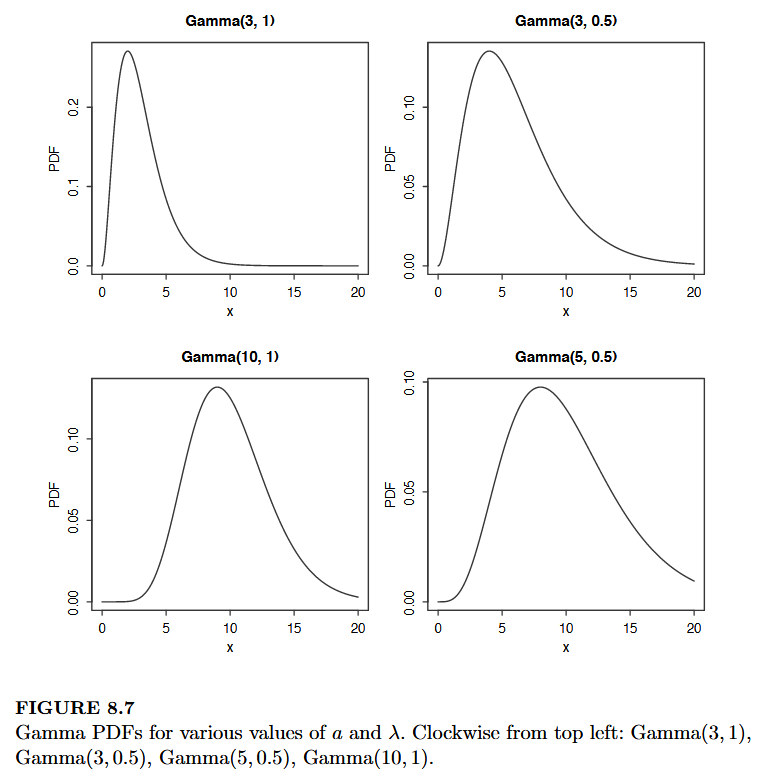 Gamma(3, 1)
PDF
0.2
0.1
0.0
0 5 10 15 20
x
Gamma(3, 0.5)
PDF
0.10
0.05
0.00
0 5 10 15 20
x
Gamma(10, 1)
PDF
0.10
0.05
0.00
0 5 10 15 20
x
Gamma(5, 0.5)
PDF
0.10
0.05
0.00
0 5 10 15 20
x
FIGURE 8.7
Gamma PDFs for various values of a and λ. Clockwise from top left: Gamma(3, 1),
Gamma(3, 0.5), Gamma(5, 0.5), Gamma(10, 1).